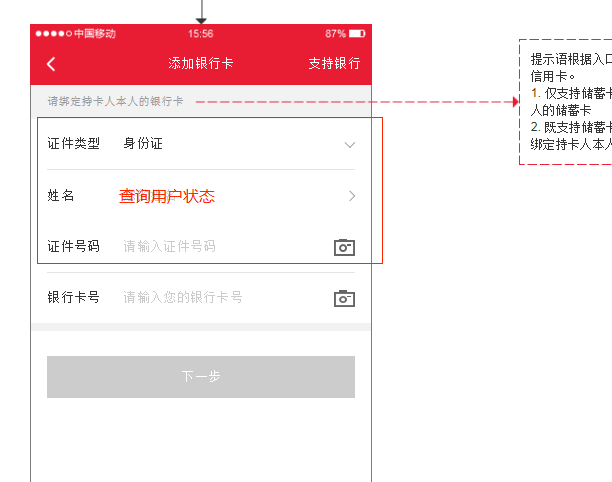 中国移动 15:56 87%
添加银行卡 支持银行
请绑定持卡人本人的银行卡
证件类型 身份证
姓名 查询用户状态
证件号码 请输入证件号码
银行卡号 请输入您的银行卡号
下一步
提示语根据入口
信用卡。
1. 仅支持储蓄卡
人的储蓄卡
2. 既支持储蓄卡
绑定持卡人本人